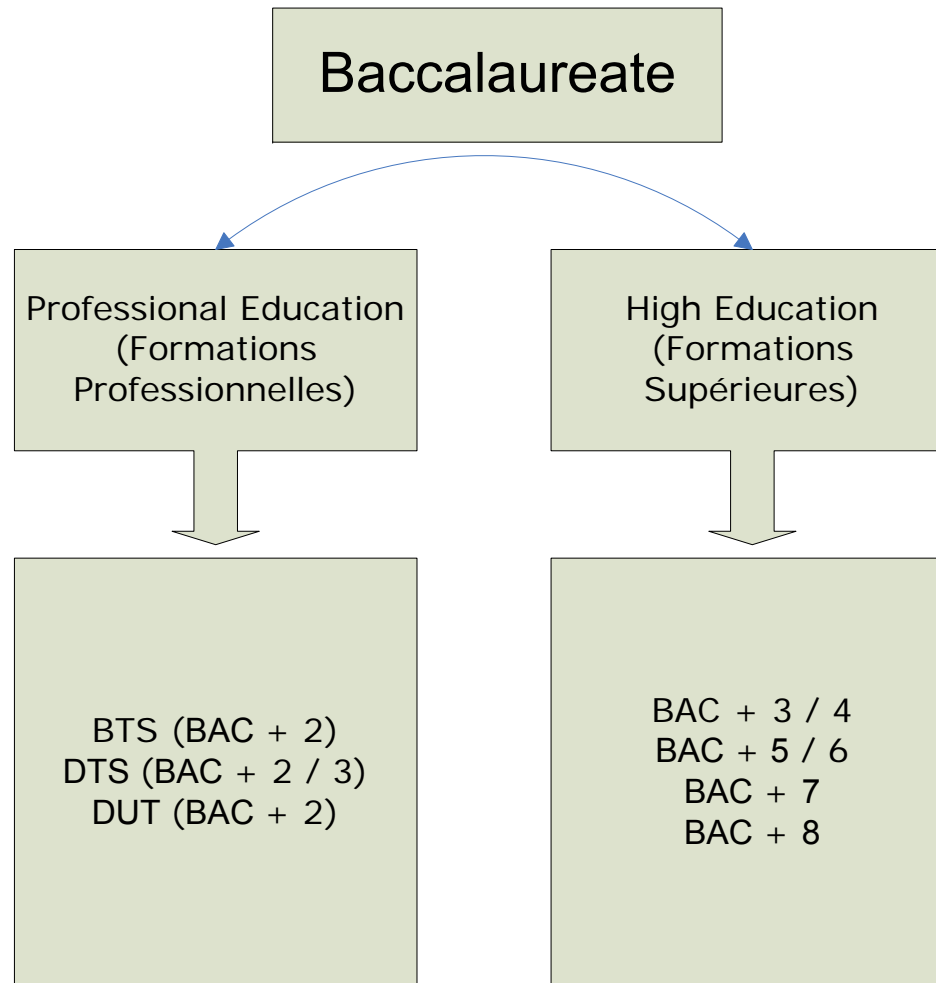 Baccalaureate
Professional Education
(Formations
Professionnelles)
High Education
(Formations
Supérieures)
BTS (BAC + 2)
DTS (BAC + 2 / 3)
DUT (BAC + 2)
BAC + 3 / 4
BAC + 5 / 6
BAC + 7
BAC + 8